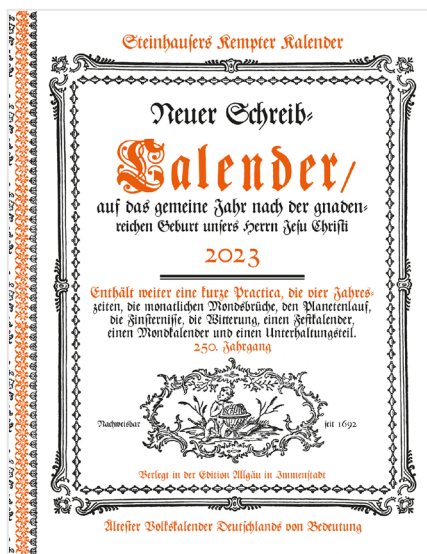 Steinhausers Kempter Kalender
Neuer Schreib-
Calender/
auf das gemeine Jahr nach der gnaden-
reichen Geburt unsers Herrn Jesu Christi
2023
Enthält weiter eine kurze Practica, die vier Jahres-
zeiten, die monatlichen Mondsbrüche, den Planetenlauf,
die Finsternisse, die Witterung, einen Festkalender,
einen Mondkalender und einen Unterhaltungsteil.
250. Jahrgang
Nachweisbar seit 1692
Verlegt in der Edition Allgäu in Immenstadt
Ältester Volkskalender Deutschlands von Bedeutung